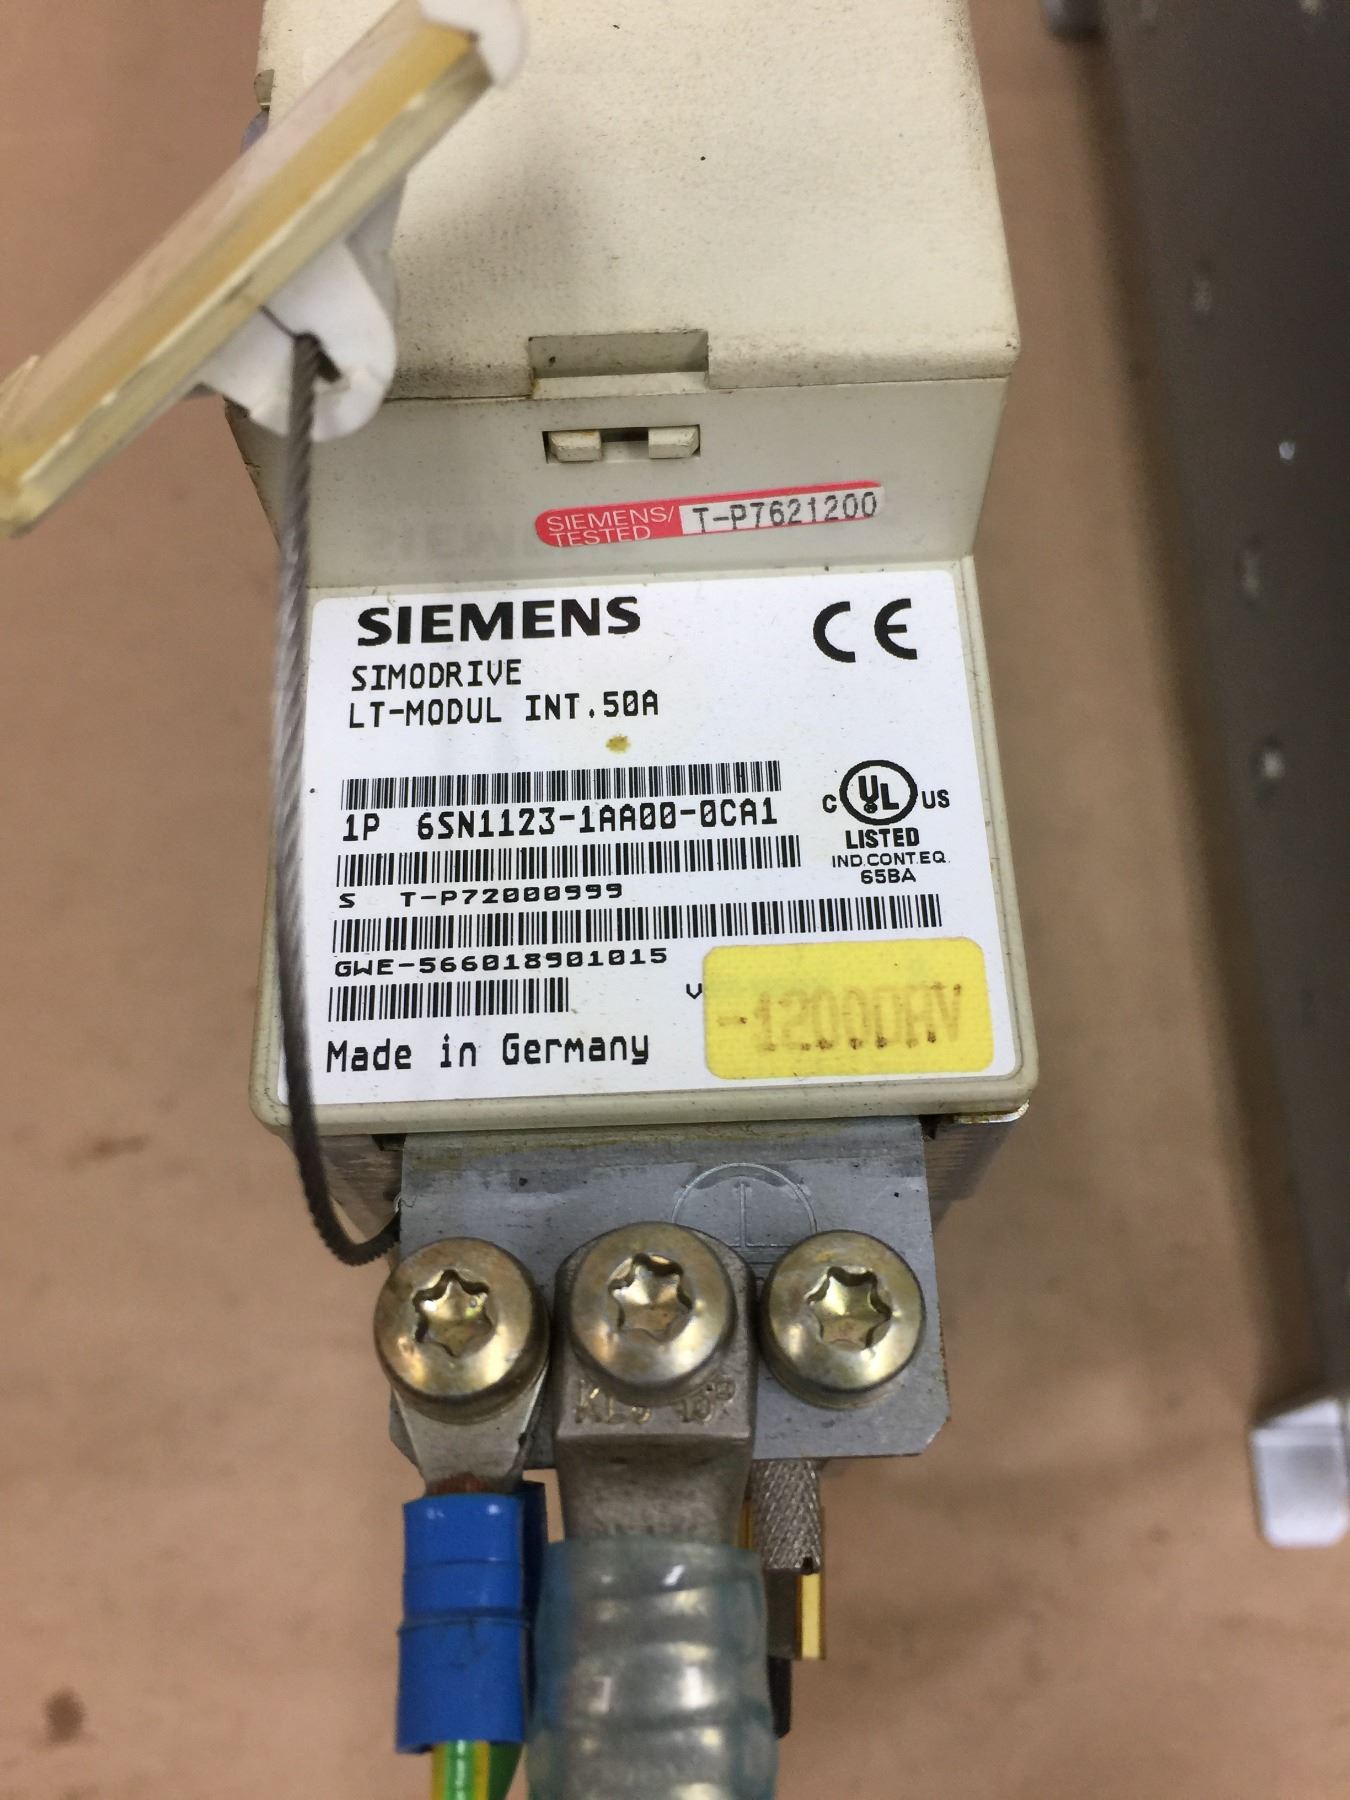 SIEMENS/ T-P7621200
TESTED
SIEMENS
CE
SIMODRIVE
LT-MODUL INT.50A
1P 6SN1123-1AA00-0CA1
C UL US
LISTED
IND.CONT.EQ.
65BA
S T-P72000999
GWE-566018901015
V
Made in Germany